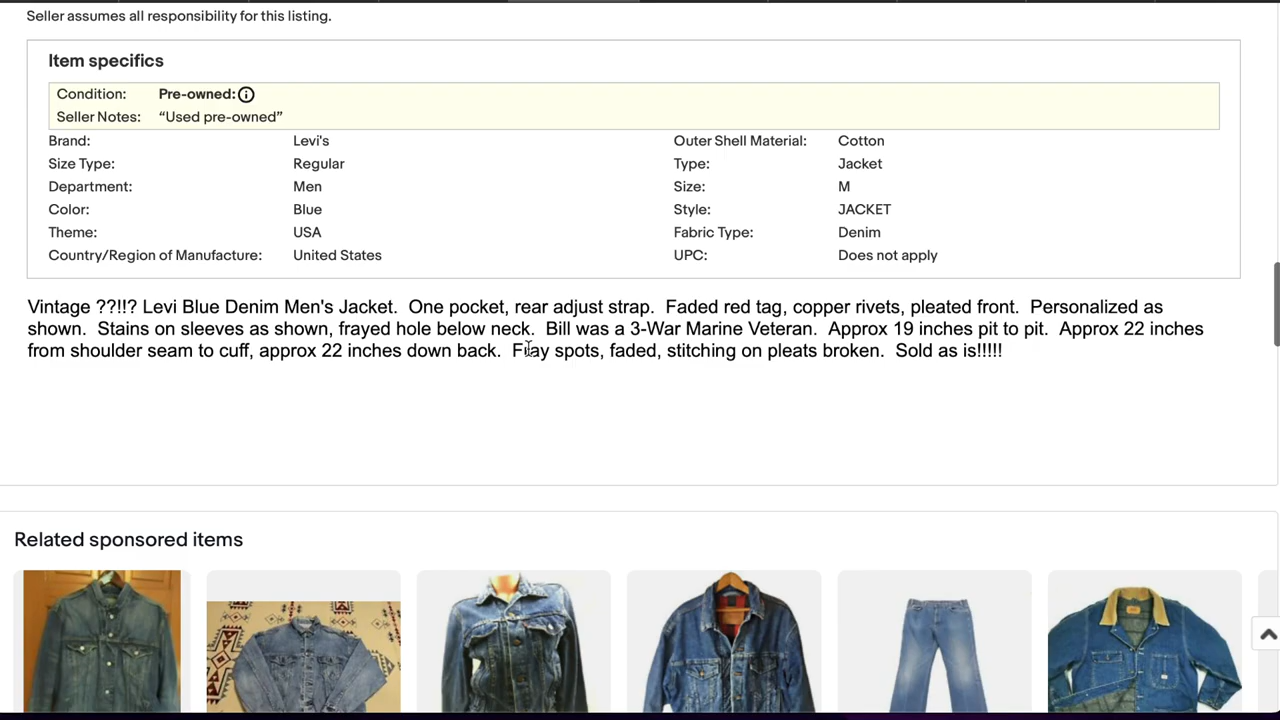 Seller assumes all responsibility for this listing.
Item specifics
Condition: Pre-owned:
Seller Notes: “Used pre-owned”
Brand: Levi's Outer Shell Material: Cotton
Size Type: Regular Type: Jacket
Department: Men Size: M
Color: Blue Style: JACKET
Theme: USA Fabric Type: Denim
Country/Region of Manufacture: United States UPC: Does not apply
Vintage ??!!? Levi Blue Denim Men's Jacket. One pocket, rear adjust strap. Faded red tag, copper rivets, pleated front. Personalized as
shown. Stains on sleeves as shown, frayed hole below neck. Bill was a 3-War Marine Veteran. Approx 19 inches pit to pit. Approx 22 inches
from shoulder seam to cuff, approx 22 inches down back. Fray spots, faded, stitching on pleats broken. Sold as is!!!!!
Related sponsored items